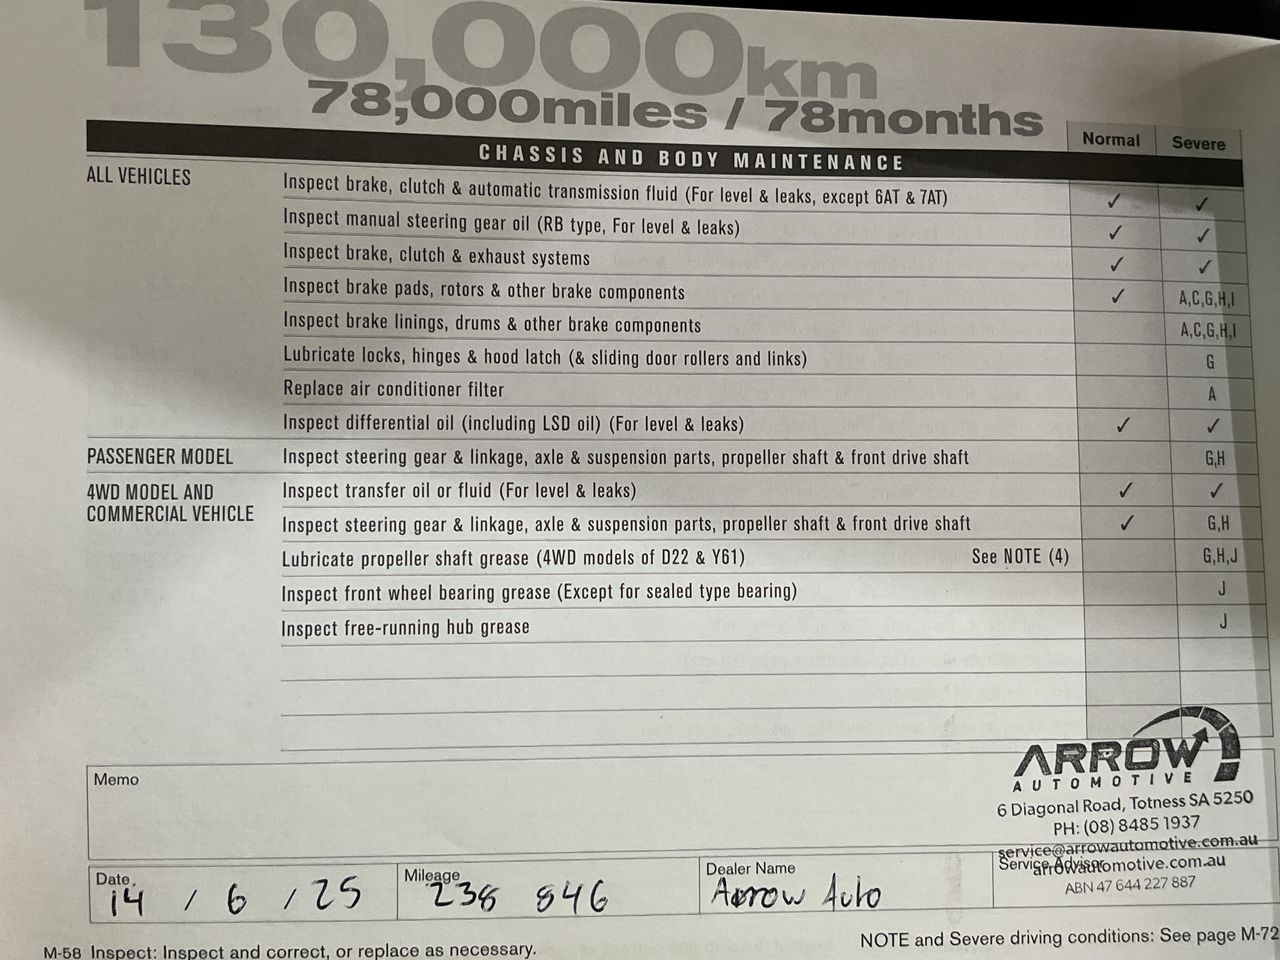 130,000km
78,000miles / 78months
Normal Severe
CHASSIS AND BODY MAINTENANCE
ALL VEHICLES Inspect brake, clutch & automatic transmission fluid (For level & leaks, except 6AT & 7AT) ✓ ✓
Inspect manual steering gear oil (RB type, For level & leaks) ✓ ✓
Inspect brake, clutch & exhaust systems ✓ ✓
Inspect brake pads, rotors & other brake components ✓ A,C,G,H,I
Inspect brake linings, drums & other brake components A,C,G,H,I
Lubricate locks, hinges & hood latch (& sliding door rollers and links) G
Replace air conditioner filter A
Inspect differential oil (including LSD oil) (For level & leaks) ✓ ✓
PASSENGER MODEL Inspect steering gear & linkage, axle & suspension parts, propeller shaft & front drive shaft G,H
4WD MODEL AND COMMERCIAL VEHICLE Inspect transfer oil or fluid (For level & leaks) ✓ ✓
Inspect steering gear & linkage, axle & suspension parts, propeller shaft & front drive shaft ✓ G,H
Lubricate propeller shaft grease (4WD models of D22 & Y61) See NOTE (4) G,H,J
Inspect front wheel bearing grease (Except for sealed type bearing) J
Inspect free-running hub grease J
Memo
ARROW
AUTOMOTIVE
6 Diagonal Road, Totness SA 5250
PH: (08) 8485 1937
service@arrowautomotive.com.au
arrowautomotive.com.au
ABN 47 644 227 887
Date 14 / 6 / 25
Mileage 238 846
Dealer Name Arrow Auto
Service Advisor
M-58 Inspect: Inspect and correct, or replace as necessary.
NOTE and Severe driving conditions: See page M-72